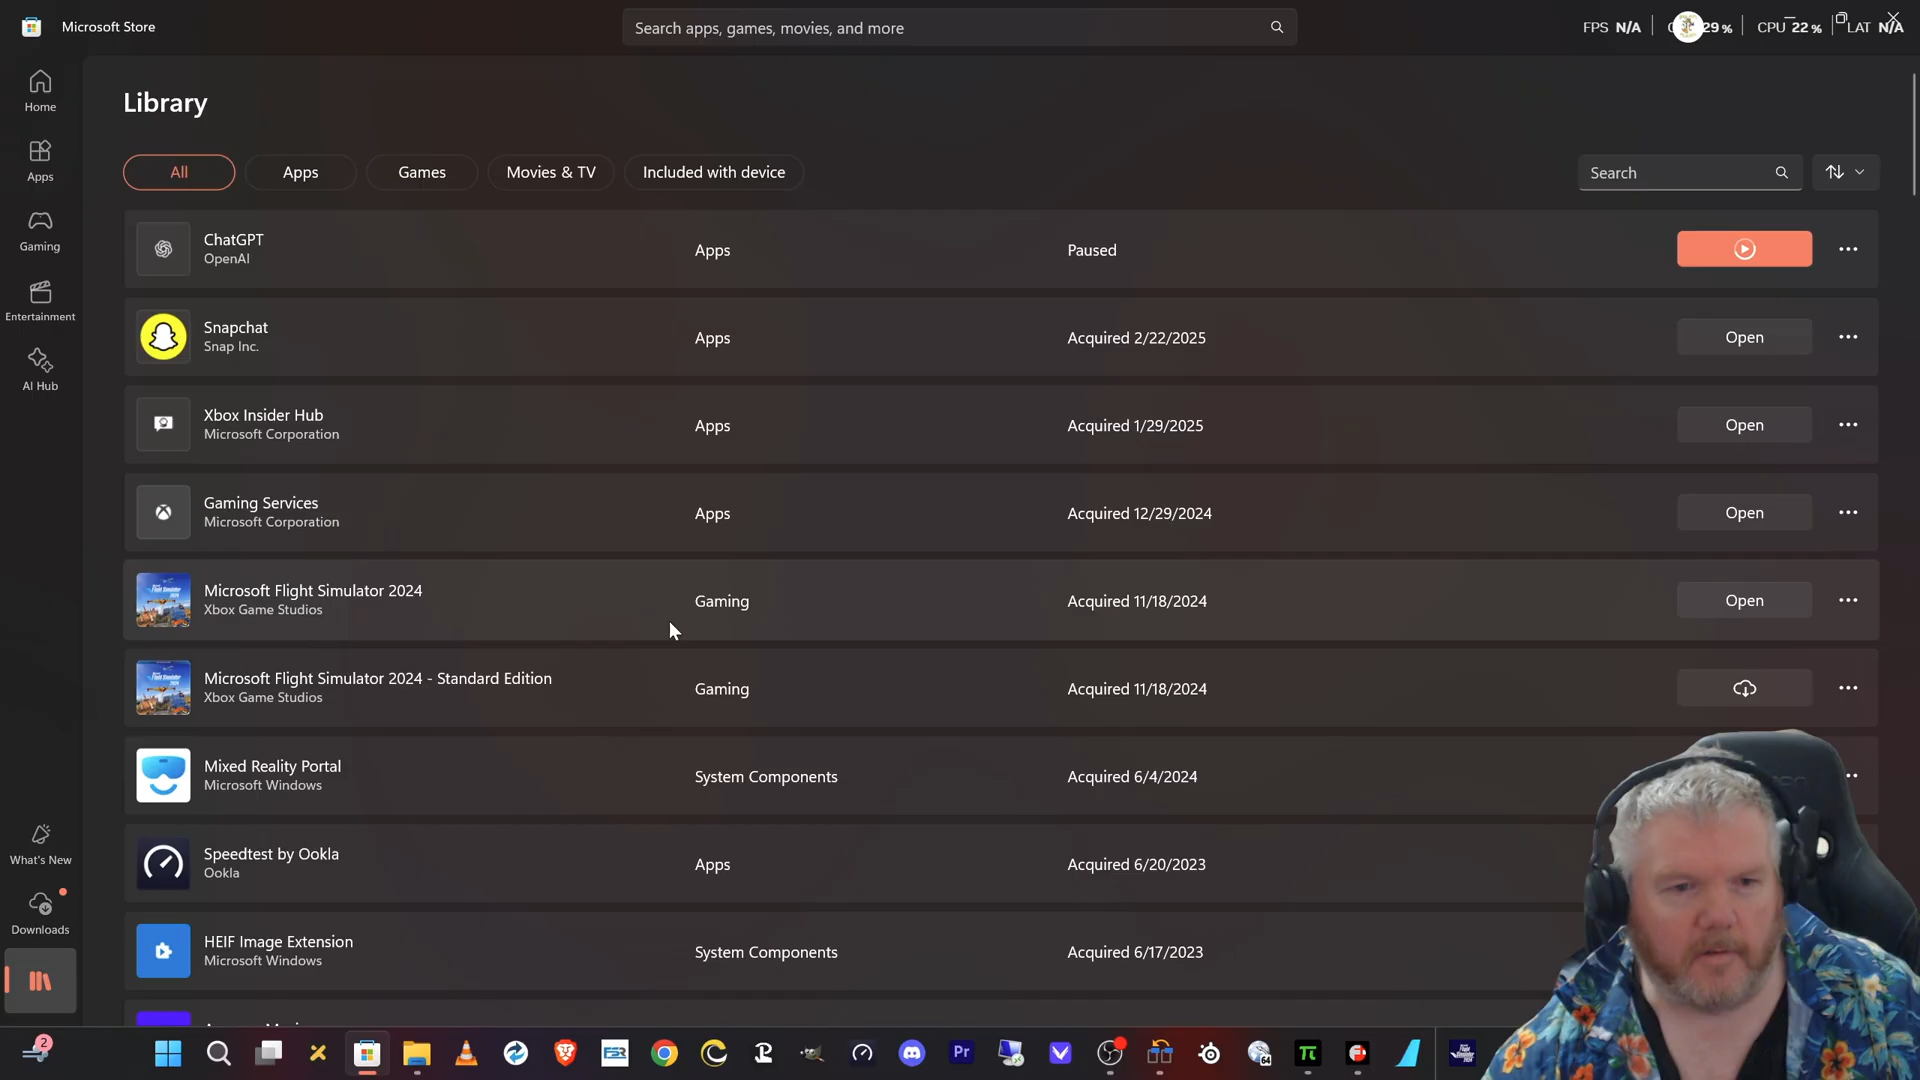 Microsoft Store
Search apps, games, movies, and more
FPS N/A
29 %
CPU 22 %
LAT N/A
Home
Apps
Gaming
Entertainment
AI Hub
What's New
Downloads
Library
All
Apps
Games
Movies & TV
Included with device
Search
ChatGPT
OpenAI
Apps
Paused
Snapchat
Snap Inc.
Apps
Acquired 2/22/2025
Open
Xbox Insider Hub
Microsoft Corporation
Apps
Acquired 1/29/2025
Open
Gaming Services
Microsoft Corporation
Apps
Acquired 12/29/2024
Open
Microsoft Flight Simulator 2024
Xbox Game Studios
Gaming
Acquired 11/18/2024
Open
Microsoft Flight Simulator 2024 - Standard Edition
Xbox Game Studios
Gaming
Acquired 11/18/2024
Mixed Reality Portal
Microsoft Windows
System Components
Acquired 6/4/2024
Speedtest by Ookla
Ookla
Apps
Acquired 6/20/2023
HEIF Image Extension
Microsoft Windows
System Components
Acquired 6/17/2023
2
FSR
Pr
64